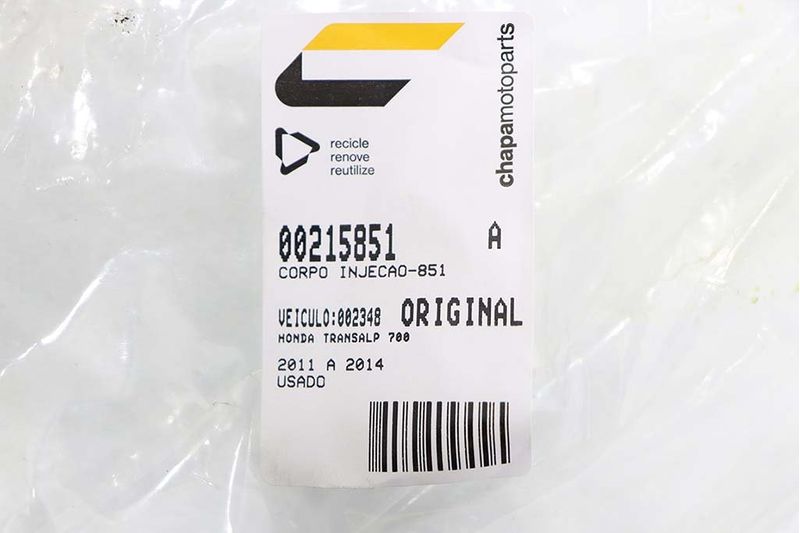 chapamotoparts
recicle
renove
reutilize
00215851 A
CORPO INJECAO-851
VEICULO:002348 ORIGINAL
HONDA TRANSALP 700
2011 A 2014
USADO